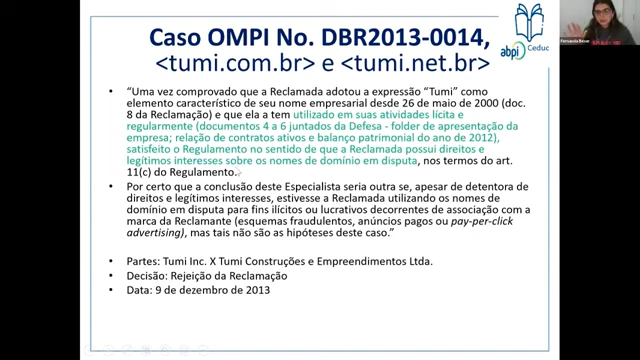 Caso OMPI No. DBR2013-0014,
<tumi.com.br> e <tumi.net.br>
abpi Ceduc
• "Uma vez comprovado que a Reclamada adotou a expressão "Tumi" como
elemento característico de seu nome empresarial desde 26 de maio de 2000 (doc.
8 da Reclamação) e que ela a tem utilizado em suas atividades lícita e
regularmente (documentos 4 a 6 juntados da Defesa - folder de apresentação da
empresa; relação de contratos ativos e balanço patrimonial do ano de 2012),
satisfeito o Regulamento no sentido de que a Reclamada possui direitos e
legítimos interesses sobre os nomes de domínio em disputa, nos termos do art.
11(c) do Regulamento.
• Por certo que a conclusão deste Especialista seria outra se, apesar de detentora de
direitos e legítimos interesses, estivesse a Reclamada utilizando os nomes de
domínio em disputa para fins ilícitos ou lucrativos decorrentes de associação com a
marca da Reclamante (esquemas fraudulentos, anúncios pagos ou pay-per-click
advertising), mas tais não são as hipóteses deste caso."
• Partes: Tumi Inc. X Tumi Construções e Empreendimentos Ltda.
• Decisão: Rejeição da Reclamação
• Data: 9 de dezembro de 2013